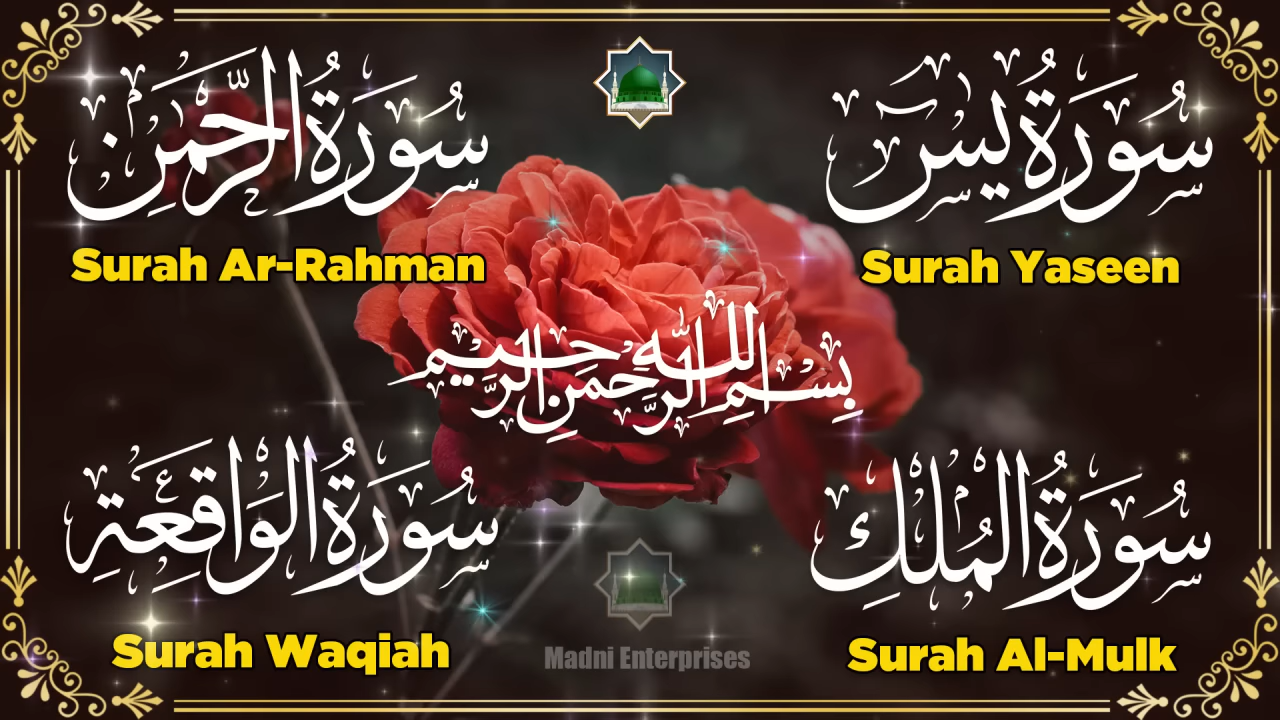 سُورَةُ الرَّحْمٰنِ
سُورَةُ يٰسٓ
Surah Ar-Rahman
Surah Yaseen
بِسْمِ اللّٰهِ الرَّحْمَنِ الرَّحِيمِ
سُورَةُ الْوَاقِعَةِ
سُورَةُ الْمُلْكِ
Surah Waqiah
Madni Enterprises
Surah Al-Mulk